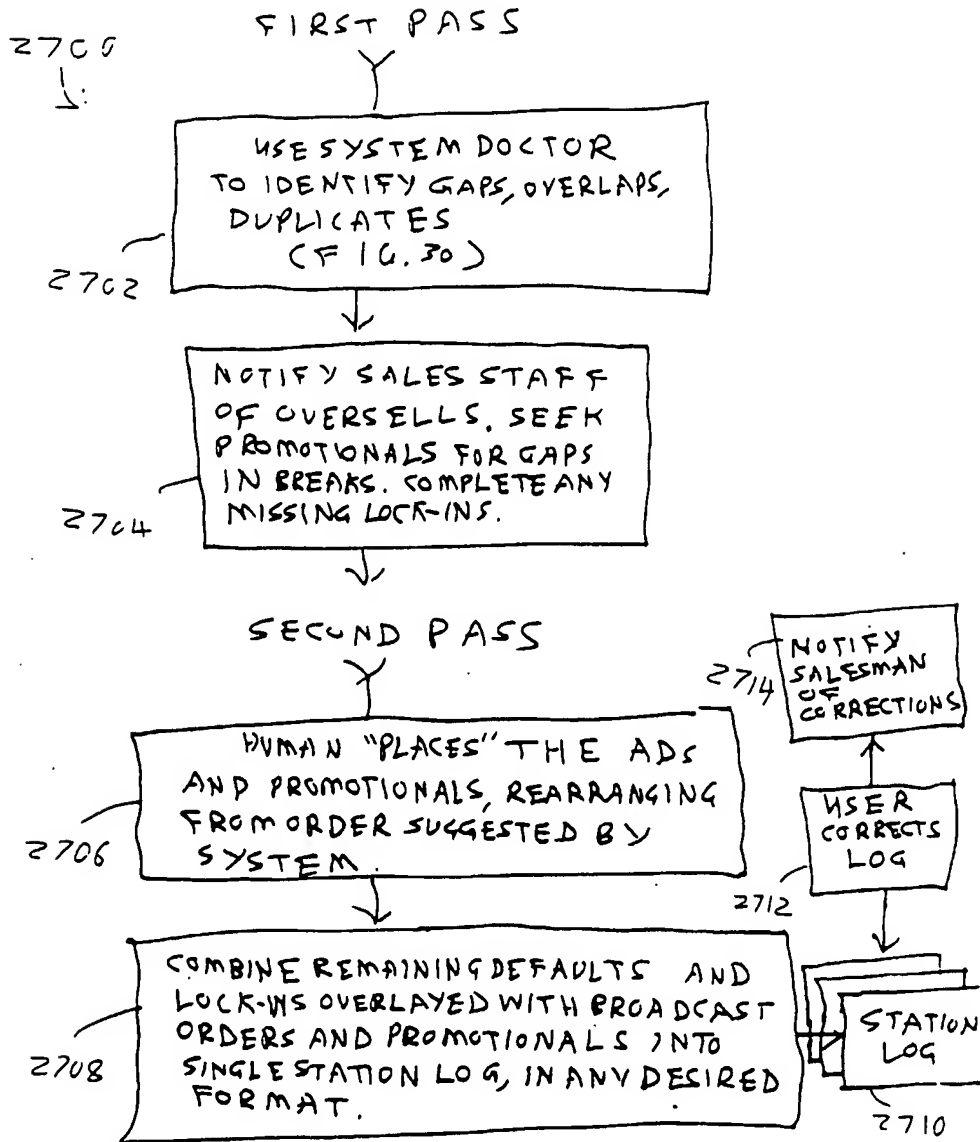 2700
FIRST PASS
USE SYSTEM DOCTOR
TO IDENTIFY GAPS, OVERLAPS,
DUPLICATES
(FIG. 30)
2702
NOTIFY SALES STAFF
OF OVERSELLS. SEEK
PROMOTIONALS FOR GAPS
IN BREAKS. COMPLETE ANY
MISSING LOCK-INS.
2704
SECOND PASS
HUMAN "PLACES" THE ADS
AND PROMOTIONALS, REARRANGING
FROM ORDER SUGGESTED BY
SYSTEM.
2706
NOTIFY
SALESMAN
OF
CORRECTIONS
2714
USER
CORRECTS
LOG
2712
COMBINE REMAINING DEFAULTS AND
LOCK-INS OVERLAYED WITH BROADCAST
ORDERS AND PROMOTIONALS INTO
SINGLE STATION LOG, IN ANY DESIRED
FORMAT.
2708
STATION
LOG
2710